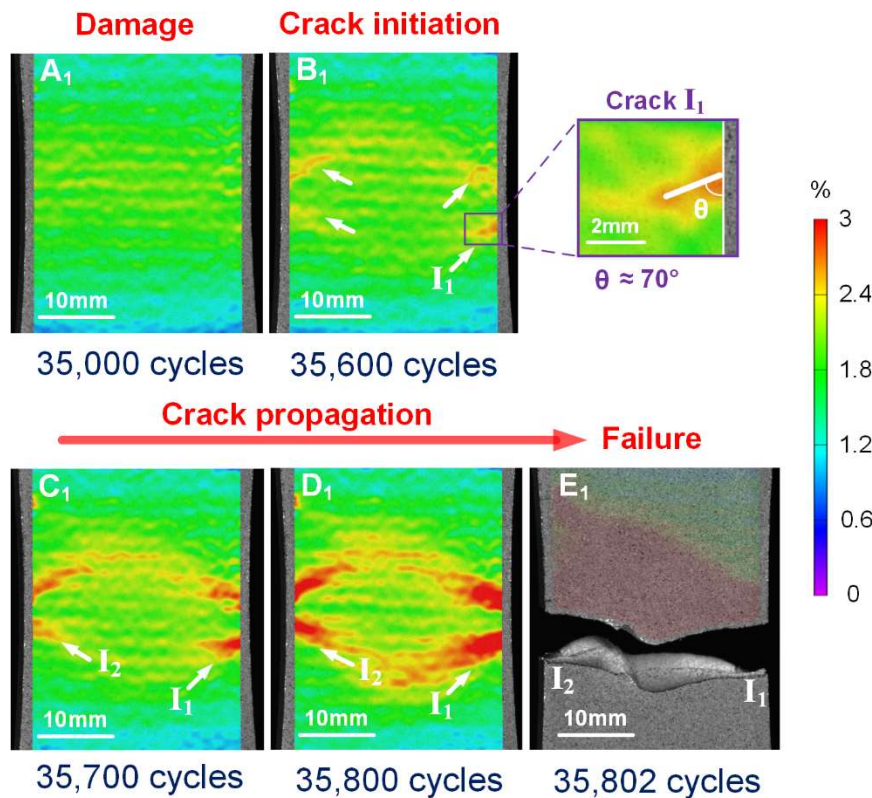 Damage
Crack initiation
A1
B1
Crack I1
θ
2mm
θ ≈ 70°
I1
10mm
10mm
35,000 cycles
35,600 cycles
%
3
2.4
1.8
1.2
0.6
0
Crack propagation
Failure
C1
D1
E1
I2
I1
I2
I1
I2
I1
10mm
10mm
10mm
35,700 cycles
35,800 cycles
35,802 cycles